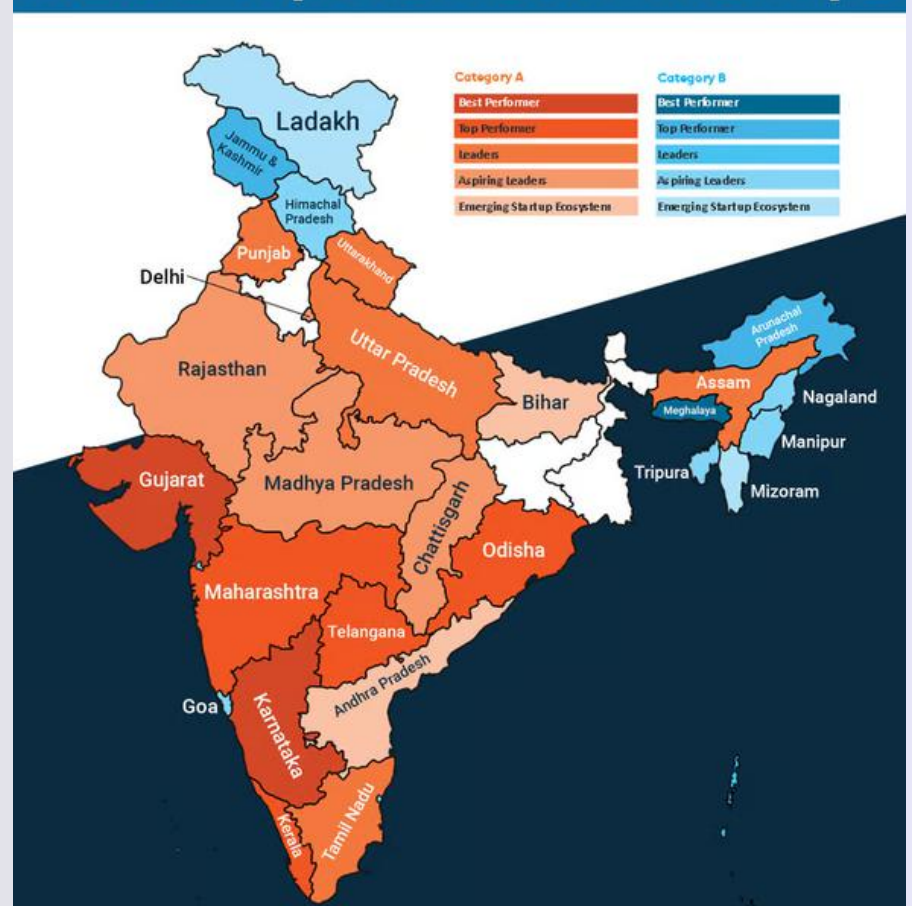 Category A
Category B
Best Performer
Best Performer
Top Performer
Top Performer
Leaders
Leaders
Aspiring Leaders
Aspiring Leaders
Emerging Startup Ecosystem
Emerging Startup Ecosystem
Ladakh
Jammu &
Kashmir
Himachal
Pradesh
Punjab
Uttarakhand
Delhi
Uttar Pradesh
Rajasthan
Bihar
Arunachal
Pradesh
Assam
Nagaland
Meghalaya
Manipur
Tripura
Mizoram
Gujarat
Madhya Pradesh
Chattisgarh
Odisha
Maharashtra
Telangana
Andhra Pradesh
Goa
Karnataka
Kerala
Tamil Nadu